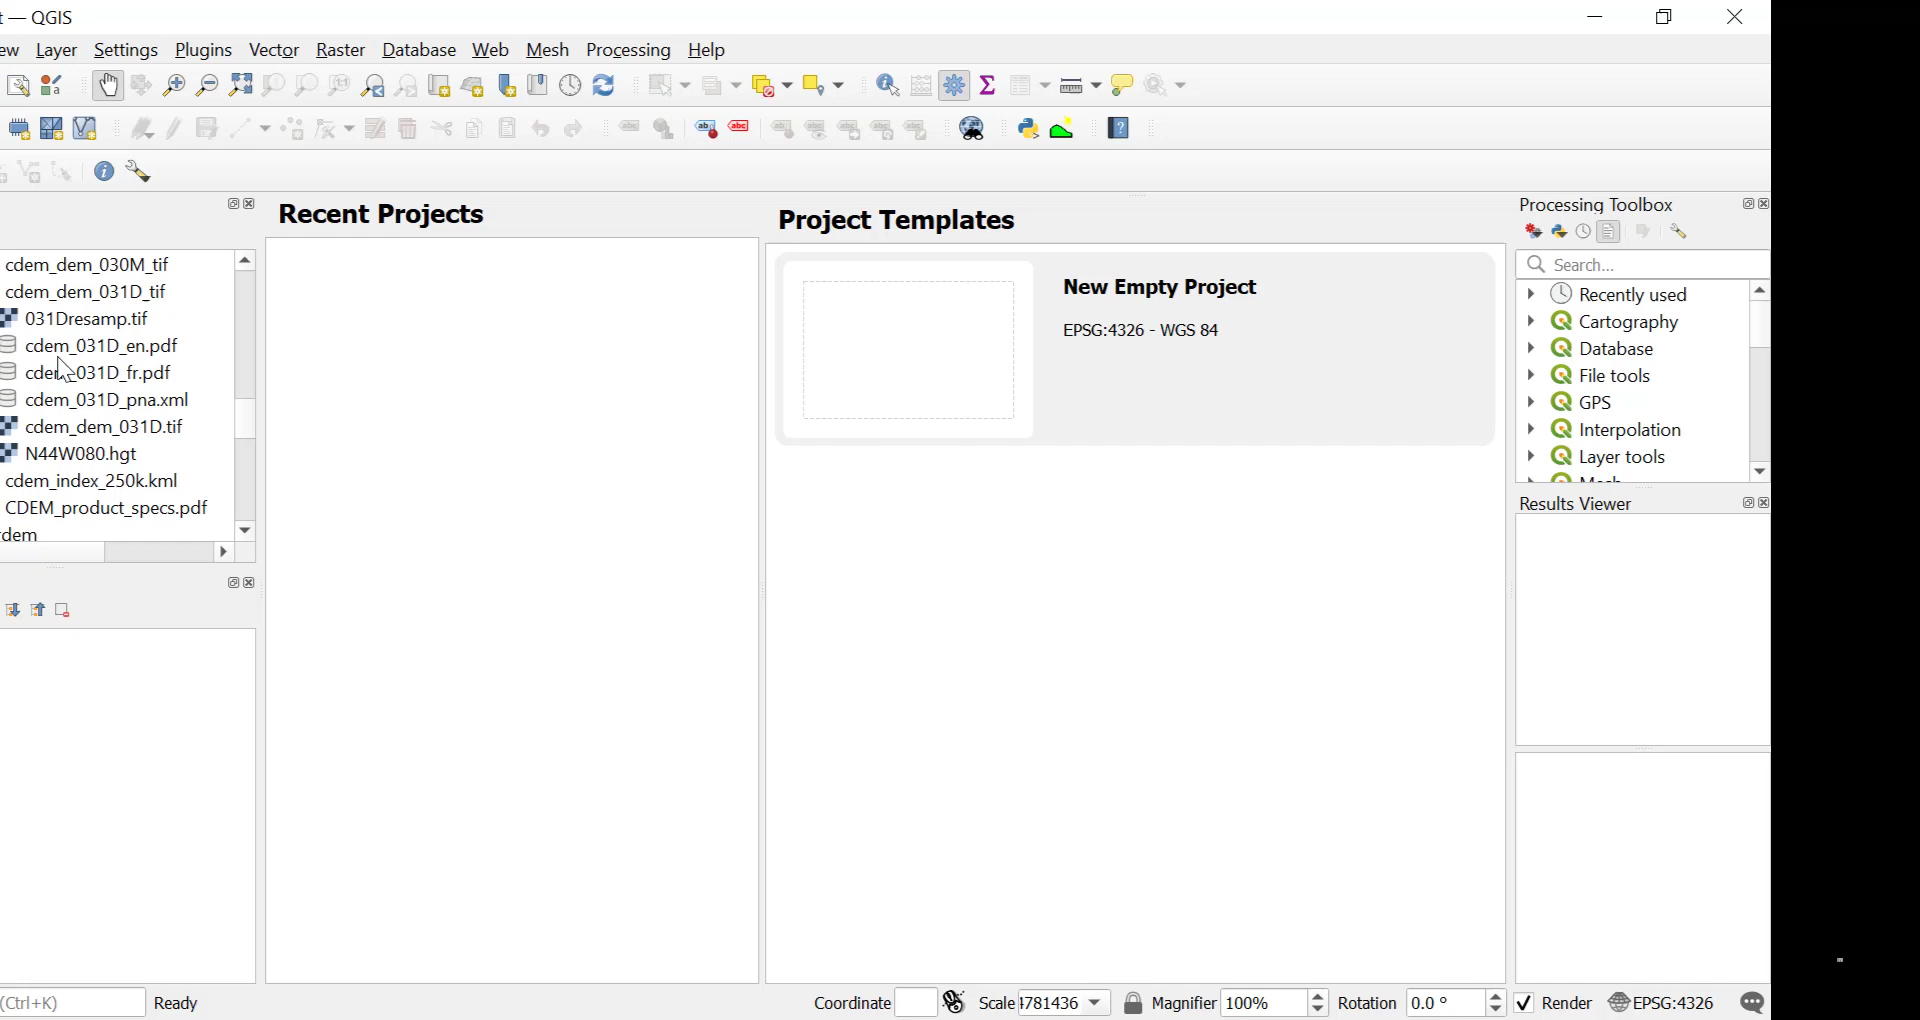 t — QGIS
ew Layer Settings Plugins Vector Raster Database Web Mesh Processing Help
Recent Projects
Project Templates
New Empty Project
EPSG:4326 - WGS 84
cdem_dem_030M_tif
cdem_dem_031D_tif
031Dresamp.tif
cdem_031D_en.pdf
cdem_031D_fr.pdf
cdem_031D_pna.xml
cdem_dem_031D.tif
N44W080.hgt
cdem_index_250k.kml
CDEM_product_specs.pdf
dem
Processing Toolbox
Search...
Recently used
Cartography
Database
File tools
GPS
Interpolation
Layer tools
Mesh
Results Viewer
(Ctrl+K) Ready Coordinate Scale 781436 Magnifier 100% Rotation 0.0 ° Render EPSG:4326